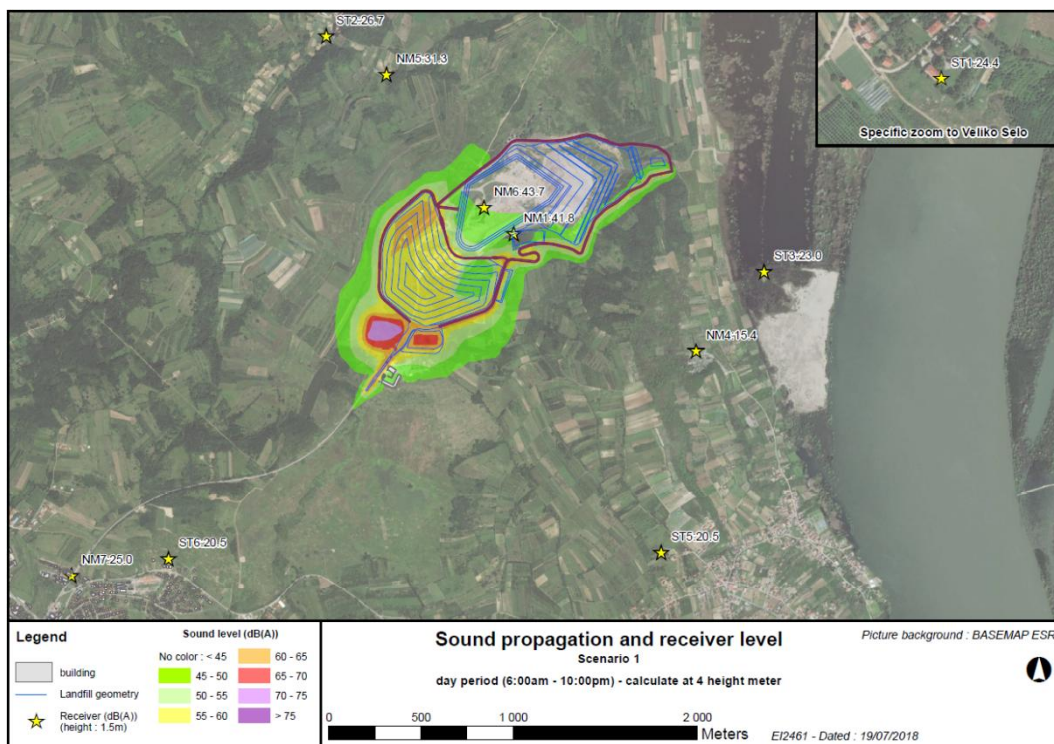 ST2:26.7
NM5:31.3
ST1:24.4
Specific zoom to Veliko Selo
NM6:43.7
NM1:41.8
ST3:23.0
NM4:15.4
ST6:20.5
ST5:20.5
NM7:25.0
Legend
building
Landfill geometry
Receiver (dB(A))
(height : 1.5m)
Sound level (dB(A))
No color : < 45
45 - 50
50 - 55
55 - 60
60 - 65
65 - 70
70 - 75
> 75
Sound propagation and receiver level
Scenario 1
day period (6:00am - 10:00pm) - calculate at 4 height meter
0 500 1 000 2 000
Meters
Picture background : BASEMAP ESR
EI2461 - Dated : 19/07/2018